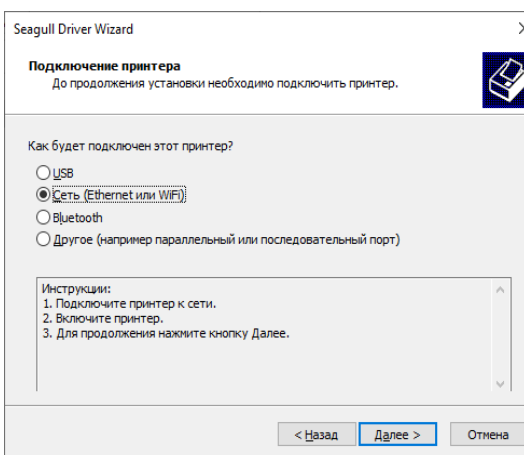 Seagull Driver Wizard
Подключение принтера
До продолжения установки необходимо подключить принтер.
Как будет подключен этот принтер?
USB
Сеть (Ethernet или WiFi)
Bluetooth
Другое (например параллельный или последовательный порт)
Инструкции:
1. Подключите принтер к сети.
2. Включите принтер.
3. Для продолжения нажмите кнопку Далее.
< Назад Далее > Отмена